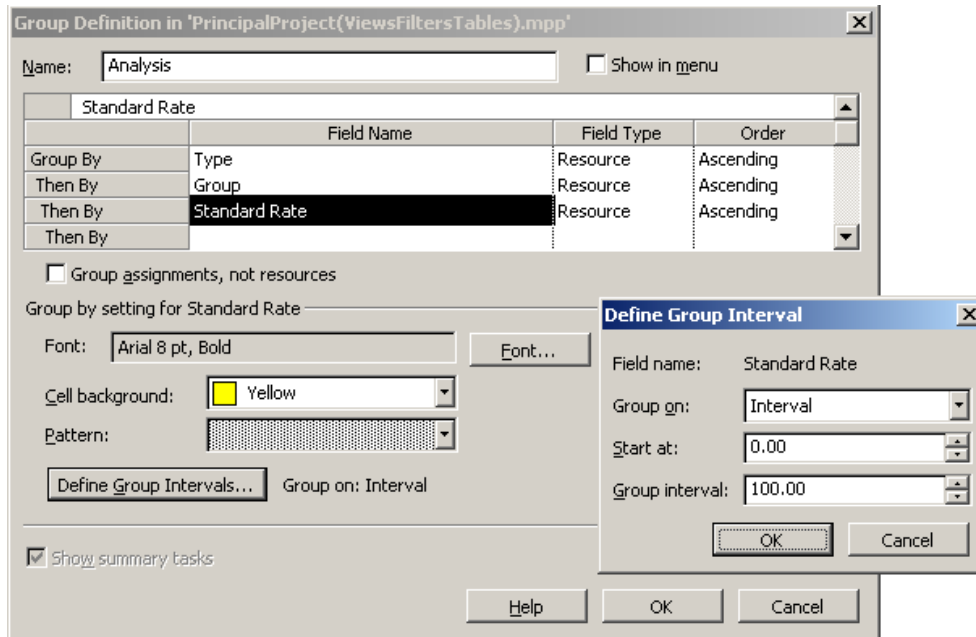 Group Definition in 'PrincipalProject(ViewsFiltersTables).mpp'
Name: Analysis Show in menu
Standard Rate
Field Name Field Type Order
Group By Type Resource Ascending
Then By Group Resource Ascending
Then By Standard Rate Resource Ascending
Then By
Group assignments, not resources
Group by setting for Standard Rate
Font: Arial 8 pt, Bold Font...
Cell background: Yellow
Pattern:
Define Group Intervals... Group on: Interval
Show summary tasks
Help OK Cancel
Define Group Interval
Field name: Standard Rate
Group on: Interval
Start at: 0.00
Group interval: 100.00
OK Cancel